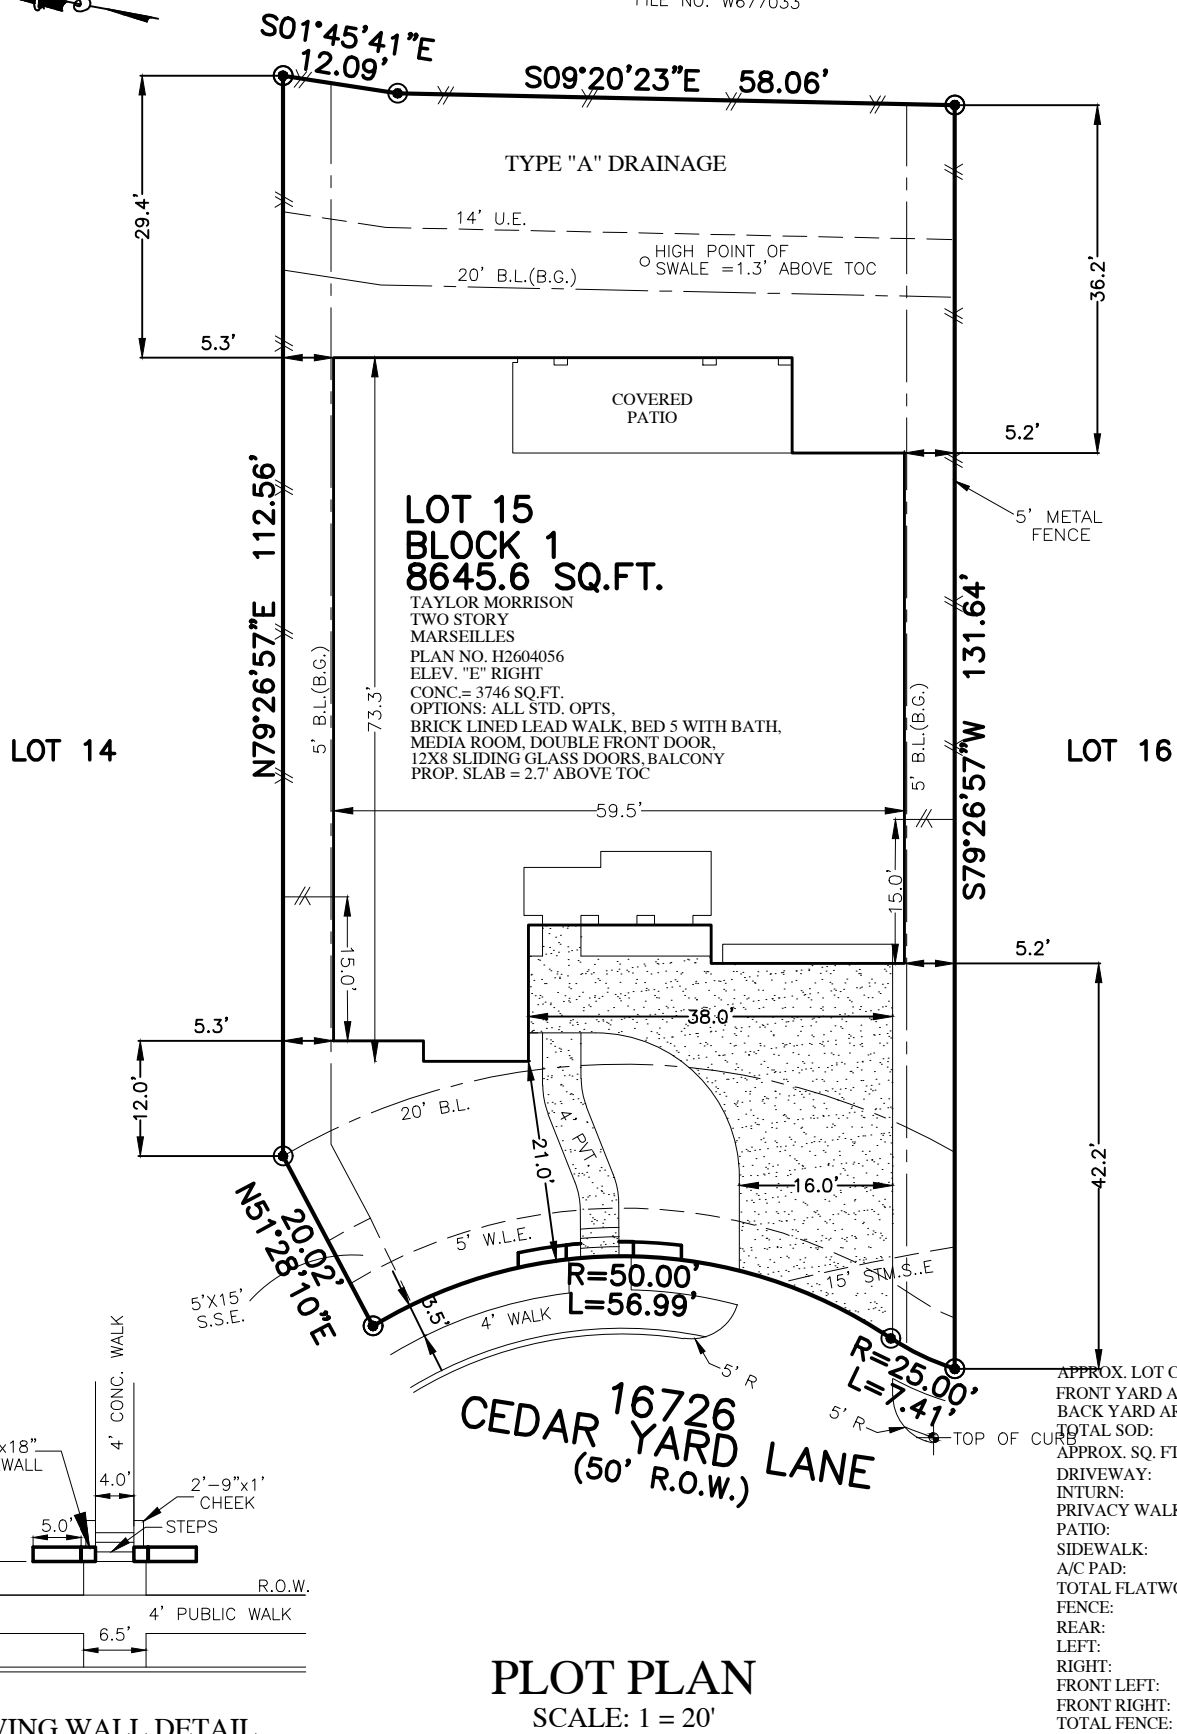 FILE NO. W677033
S01°45'41"E
12.09'
S09°20'23"E 58.06'
TYPE "A" DRAINAGE
29.4'
14' U.E.
HIGH POINT OF
SWALE =1.3' ABOVE TOC
20' B.L.(B.G.)
36.2'
5.3'
COVERED
PATIO
5.2'
5' METAL
FENCE
N79°26'57"E 112.56'
LOT 15
BLOCK 1
8645.6 SQ.FT.
TAYLOR MORRISON
TWO STORY
MARSEILLES
PLAN NO. H2604056
ELEV. "E" RIGHT
CONC.= 3746 SQ.FT.
OPTIONS: ALL STD. OPTS,
BRICK LINED LEAD WALK, BED 5 WITH BATH,
MEDIA ROOM, DOUBLE FRONT DOOR,
12X8 SLIDING GLASS DOORS, BALCONY
PROP. SLAB = 2.7' ABOVE TOC
5' B.L.(B.G.)
73.3'
5' B.L.(B.G.)
S79°26'57"W 131.64'
LOT 14
LOT 16
59.5'
15.0'
15.0'
5.2'
5.3'
38.0'
12.0'
20' B.L.
4' PVT.
21.0'
16.0'
42.2'
N51°28'10"E
20.02'
5' W.L.E.
15' STM.S..E
5'X15'
S.S.E.
3.5'
4' WALK
R=50.00'
L=56.99'
5' R
R=25.00'
L=7.41'
5' R
TOP OF CURB
16726
CEDAR YARD LANE
(50' R.O.W.)
4' CONC. WALK
x18"
WALL
4.0'
2'-9"x1'
CHEEK
5.0'
STEPS
R.O.W.
4' PUBLIC WALK
6.5'
WALL DETAIL
PLOT PLAN
SCALE: 1 = 20'
APPROX. LOT
FRONT YARD
BACK YARD
TOTAL SOD:
APPROX. SQ.
DRIVEWAY:
INTURN:
PRIVACY
PATIO:
SIDEWALK:
A/C PAD:
TOTAL
FENCE:
REAR:
LEFT:
RIGHT:
FRONT LEFT:
FRONT RIGHT:
TOTAL FENCE: